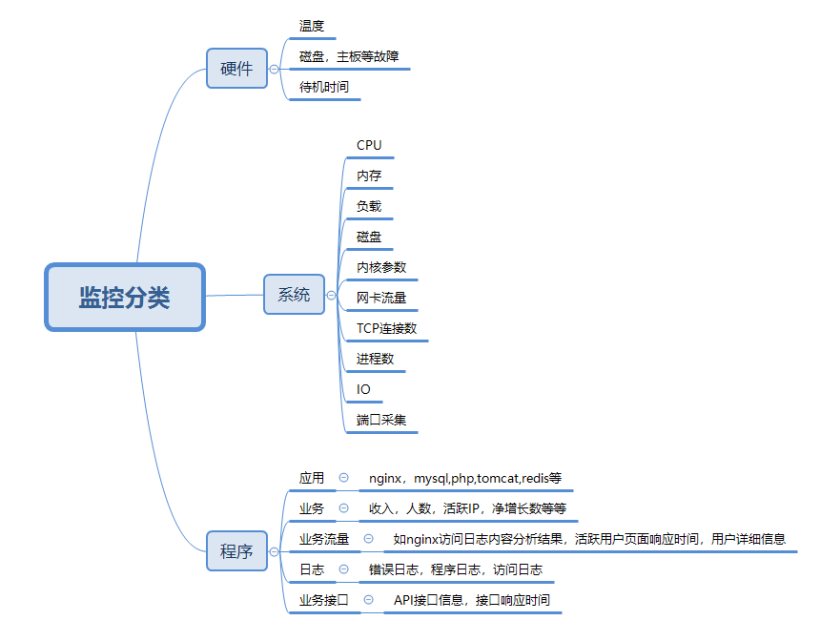 监控分类
硬件
温度
磁盘，主板等故障
待机时间
系统
CPU
内存
负载
磁盘
内核参数
网卡流量
TCP连接数
进程数
IO
端口采集
程序
应用
nginx，mysql,php,tomcat,redis等
业务
收入，人数，活跃IP，净增长数等等
业务流量
如nginx访问日志内容分析结果，活跃用户页面响应时间，用户详细信息
日志
错误日志，程序日志，访问日志
业务接口
API接口信息，接口响应时间